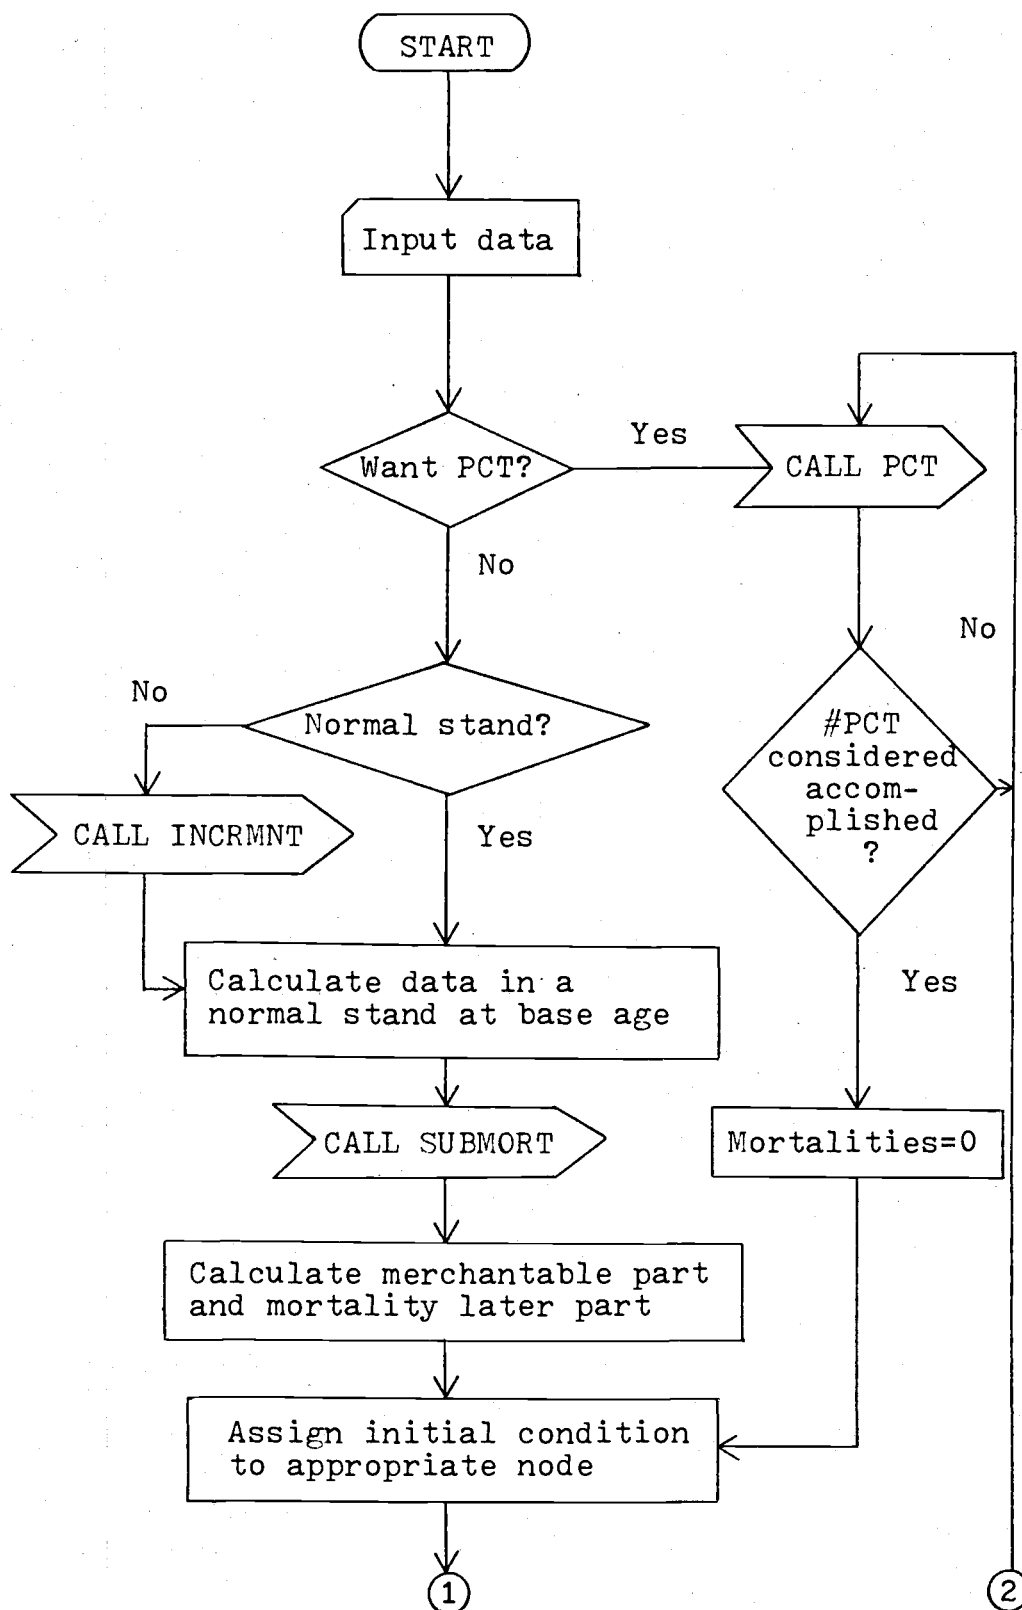 START
Input data
Want PCT?
Yes
CALL PCT
No
No
No
Normal stand?
#PCT
considered
accom-
plished
?
CALL INCRMNT
Yes
Calculate data in a
normal stand at base age
Yes
CALL SUBMORT
Mortalities=0
Calculate merchantable part
and mortality later part
Assign initial condition
to appropriate node
1
2